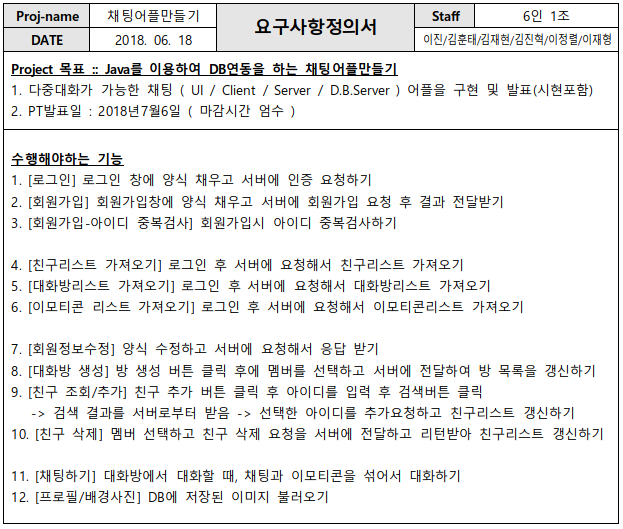 Proj-name 채팅어플만들기 요구사항정의서 Staff 6인 1조
DATE 2018. 06. 18 이진/김훈태/김재현/김진혁/이정렬/이재형
Project 목표 :: Java를 이용하여 DB연동을 하는 채팅어플만들기
1. 다중대화가 가능한 채팅 ( UI / Client / Server / D.B.Server ) 어플을 구현 및 발표(시현포함)
2. PT발표일 : 2018년7월6일 ( 마감시간 엄수 )
수행해야하는 기능
1. [로그인] 로그인 창에 양식 채우고 서버에 인증 요청하기
2. [회원가입] 회원가입창에 양식 채우고 서버에 회원가입 요청 후 결과 전달받기
3. [회원가입-아이디 중복검사] 회원가입시 아이디 중복검사하기
4. [친구리스트 가져오기] 로그인 후 서버에 요청해서 친구리스트 가져오기
5. [대화방리스트 가져오기] 로그인 후 서버에 요청해서 대화방리스트 가져오기
6. [이모티콘 리스트 가져오기] 로그인 후 서버에 요청해서 이모티콘리스트 가져오기
7. [회원정보수정] 양식 수정하고 서버에 요청해서 응답 받기
8. [대화방 생성] 방 생성 버튼 클릭 후에 멤버를 선택하고 서버에 전달하여 방 목록을 갱신하기
9. [친구 조회/추가] 친구 추가 버튼 클릭 후 아이디를 입력 후 검색버튼 클릭
-> 검색 결과를 서버로부터 받음 -> 선택한 아이디를 추가요청하고 친구리스트 갱신하기
10. [친구 삭제] 멤버 선택하고 친구 삭제 요청을 서버에 전달하고 리턴받아 친구리스트 갱신하기
11. [채팅하기] 대화방에서 대화할 때, 채팅과 이모티콘을 섞어서 대화하기
12. [프로필/배경사진] DB에 저장된 이미지 불러오기